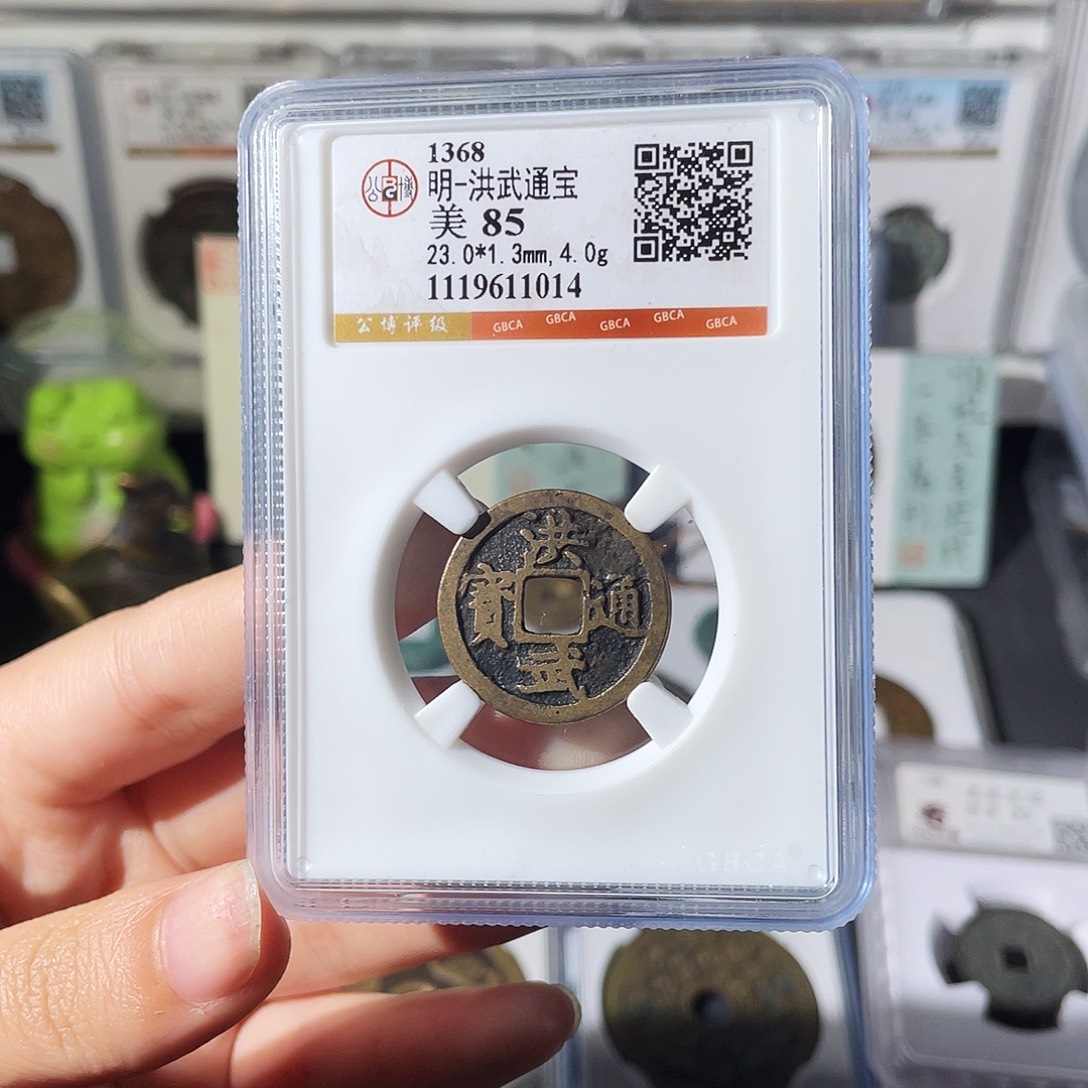 1368
明-洪武通宝
美 85
23.0*1.3mm,4.0g
1119611014
公博评级 GBCA GBCA GBCA GBCA GBCA
洪
寶 通
武
GBCA